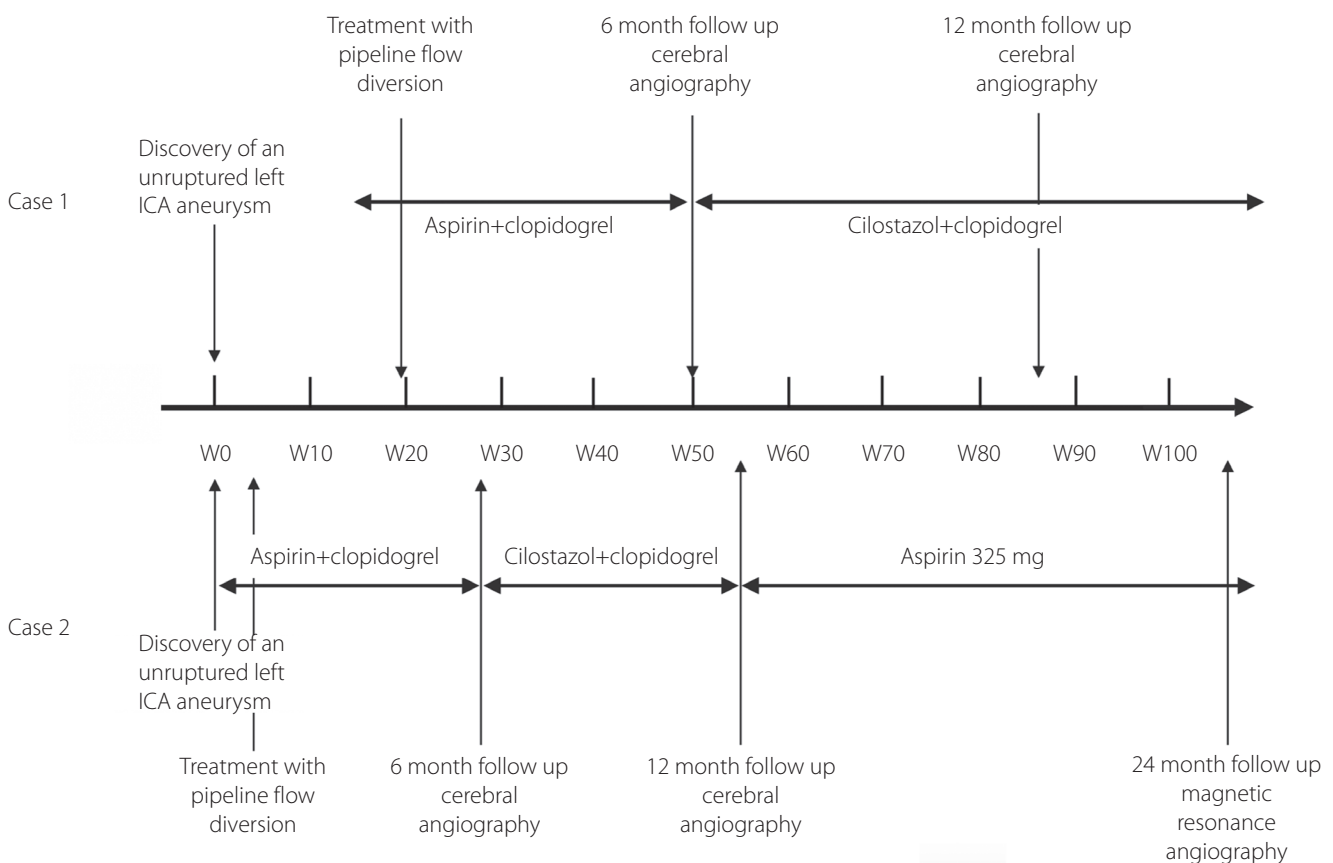 Treatment with
pipeline flow
diversion
6 month follow up
cerebral
angiography
12 month follow up
cerebral
angiography
Discovery of an
unruptured left
ICA aneurysm
Case 1
Aspirin+clopidogrel
Cilostazol+clopidogrel
W0 W10 W20 W30 W40 W50 W60 W70 W80 W90 W100
Aspirin+clopidogrel
Cilostazol+clopidogrel
Aspirin 325 mg
Case 2
Discovery of an
unruptured left
ICA aneurysm
Treatment with
pipeline flow
diversion
6 month follow up
cerebral
angiography
12 month follow up
cerebral
angiography
24 month follow up
magnetic
resonance
angiography